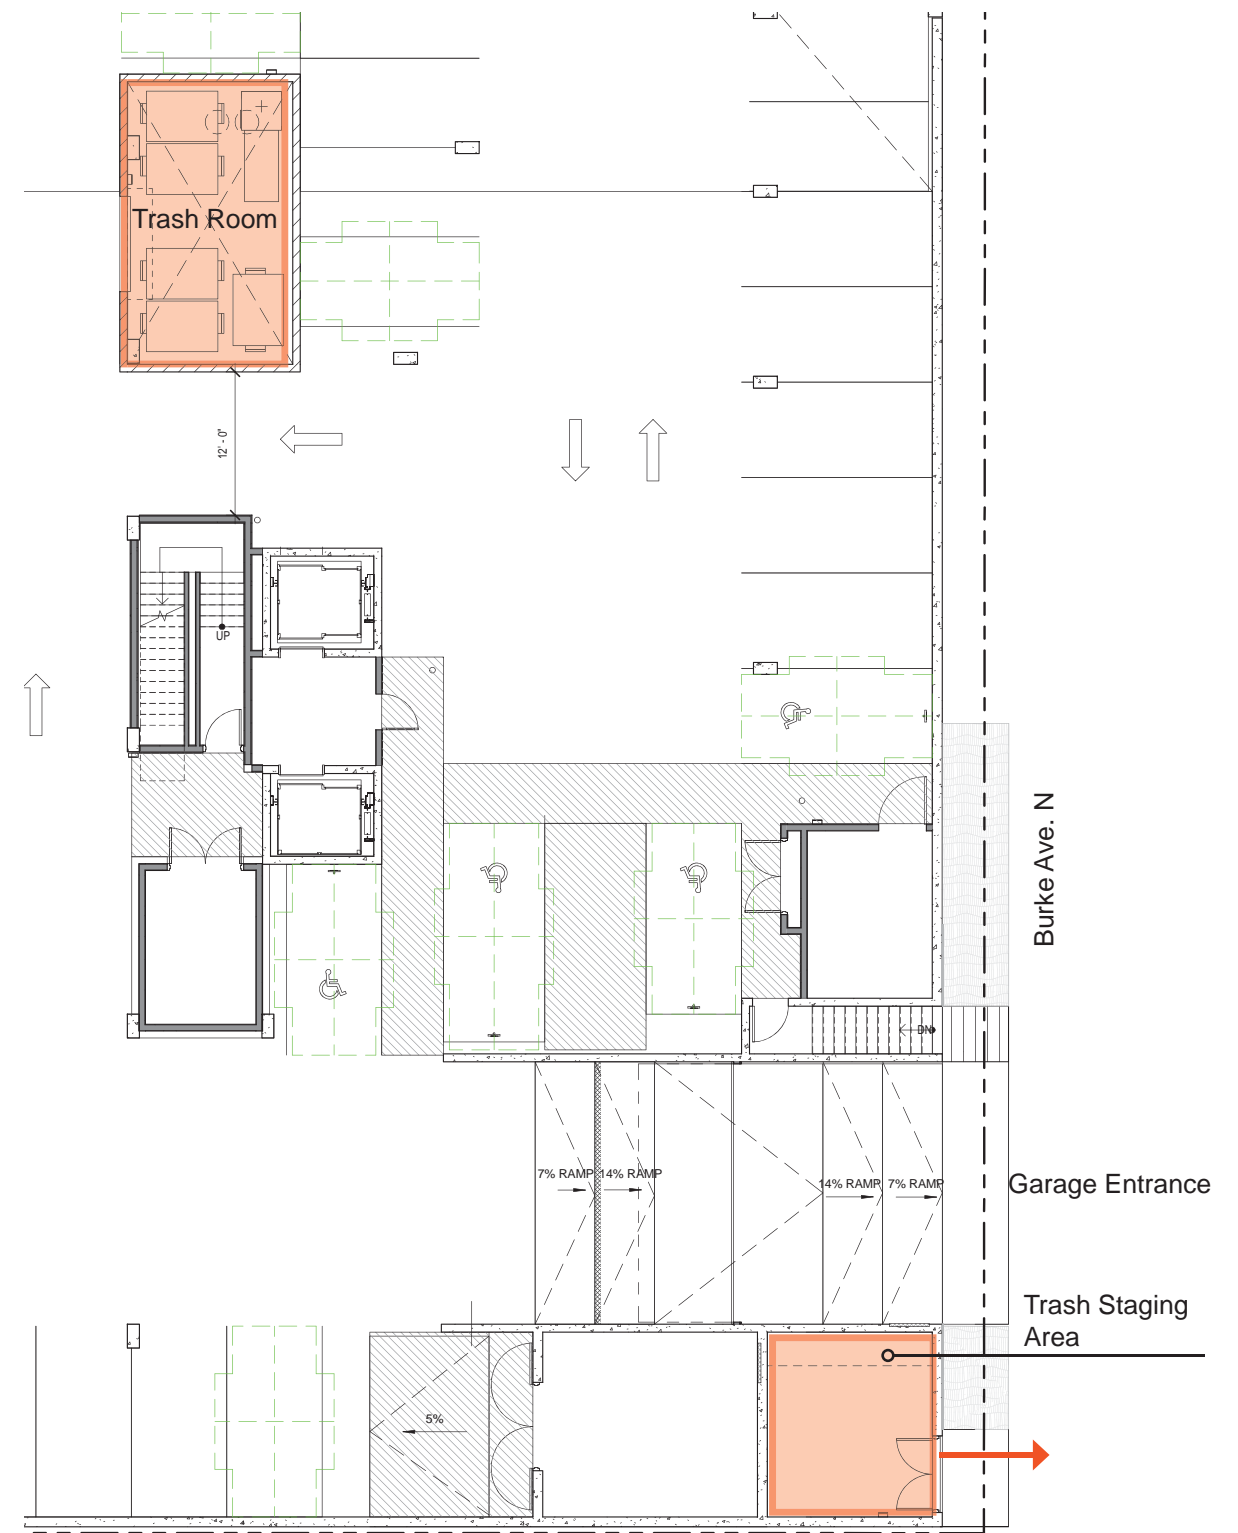 Trash Room
12' - 0"
UP
Burke Ave. N
DN
7% RAMP
14% RAMP
14% RAMP
7% RAMP
Garage Entrance
Trash Staging
Area
5%